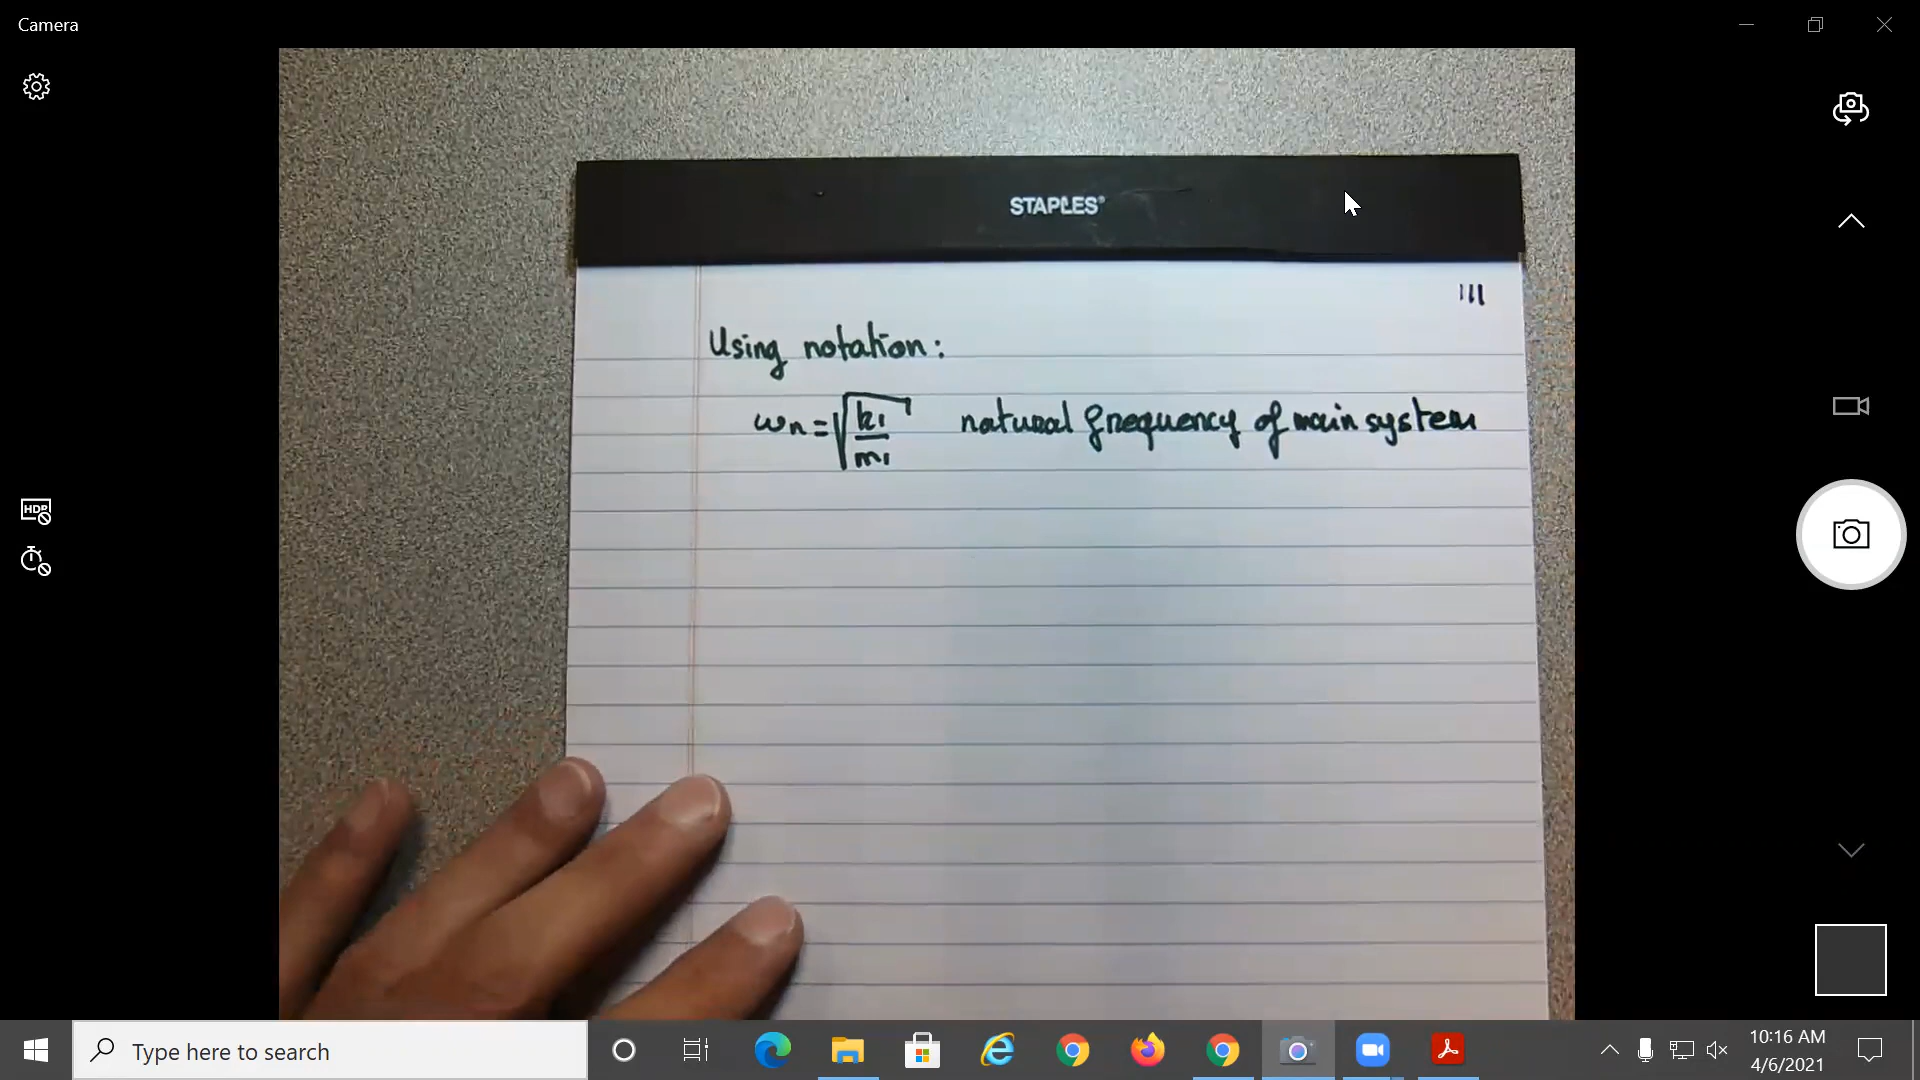 Camera
STAPLES®
111
Using notation:
ωn = √(k1/m1) natural frequency of main system
HDR
Type here to search
10:16 AM
4/6/2021